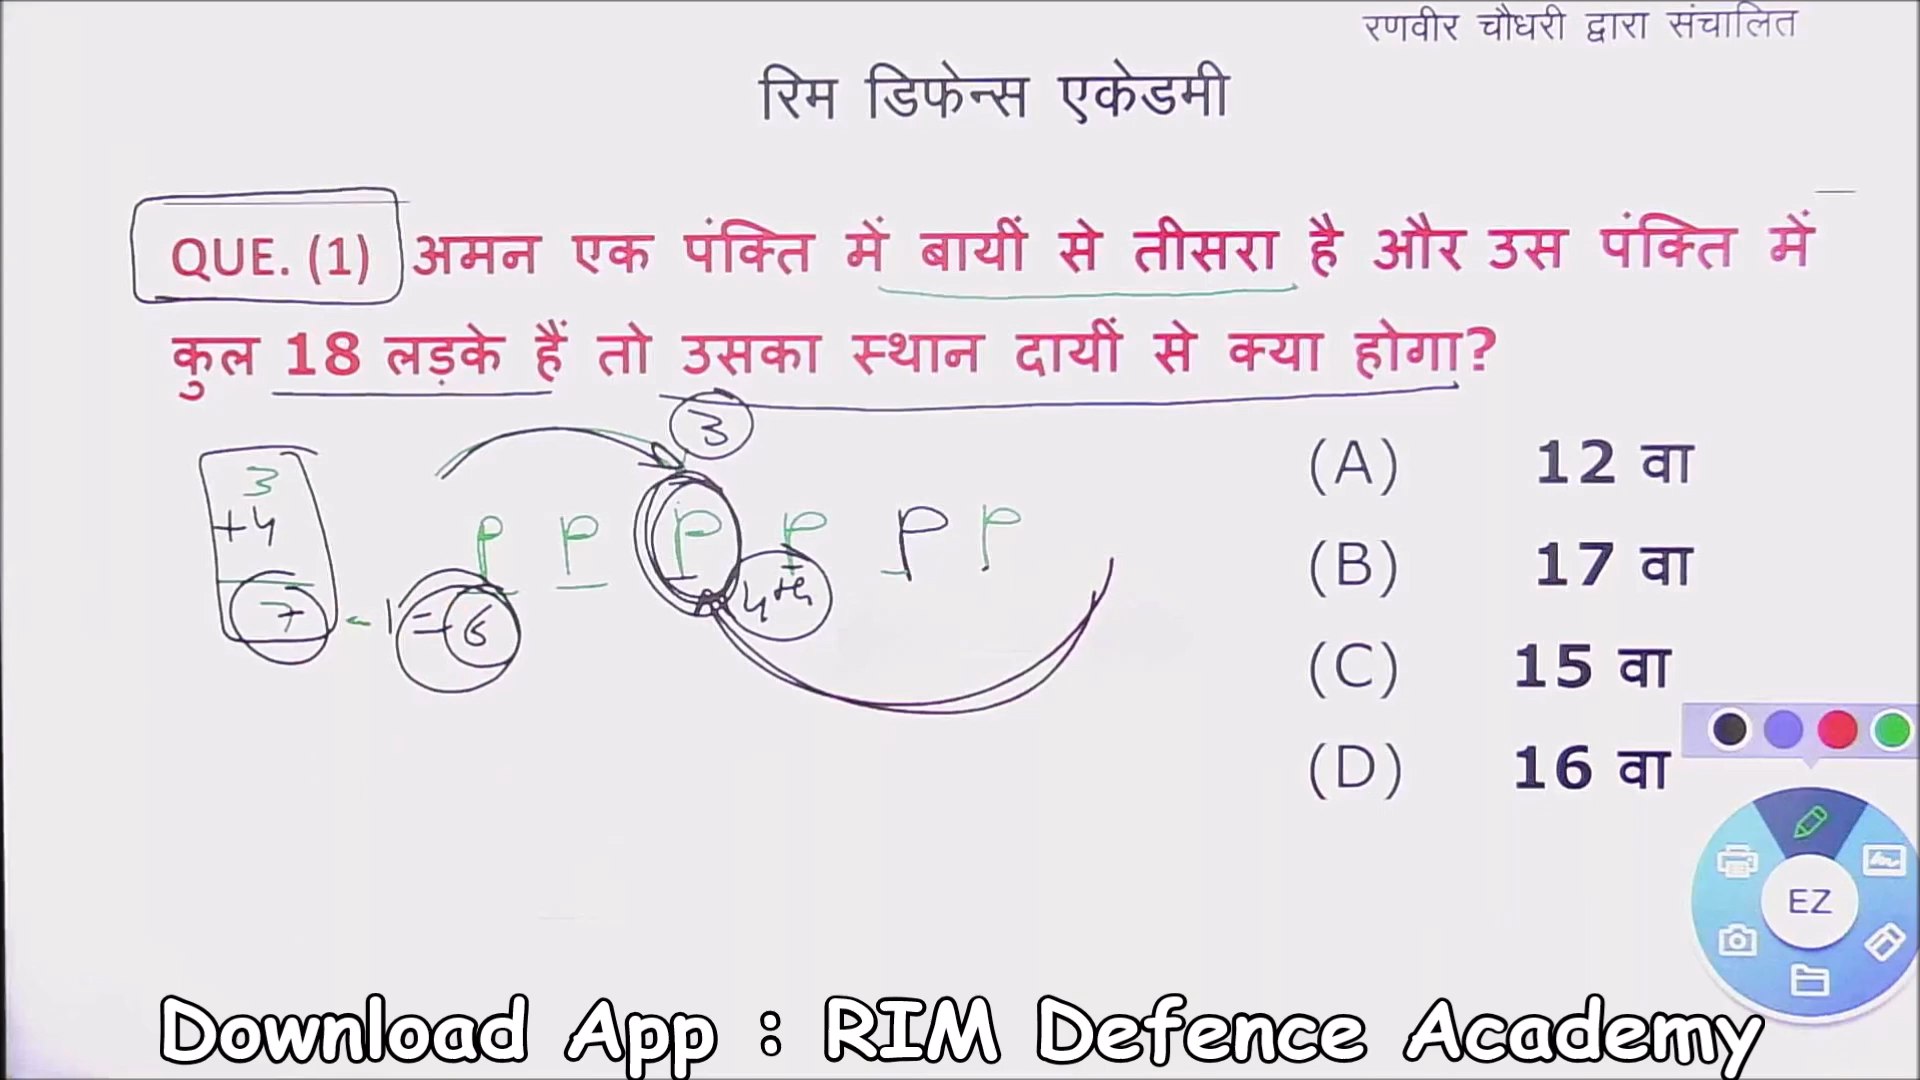 रणवीर चौधरी द्वारा संचालित
रिम डिफेन्स एकेडमी
QUE. (1) अमन एक पंक्ति में बायीं से तीसरा है और उस पंक्ति में
कुल 18 लड़के हैं तो उसका स्थान दायीं से क्या होगा?
3
3
+4
7 - 1 = 6
P P P P P P
4th
(A) 12 वा
(B) 17 वा
(C) 15 वा
(D) 16 वा
EZ
Download App : RIM Defence Academy